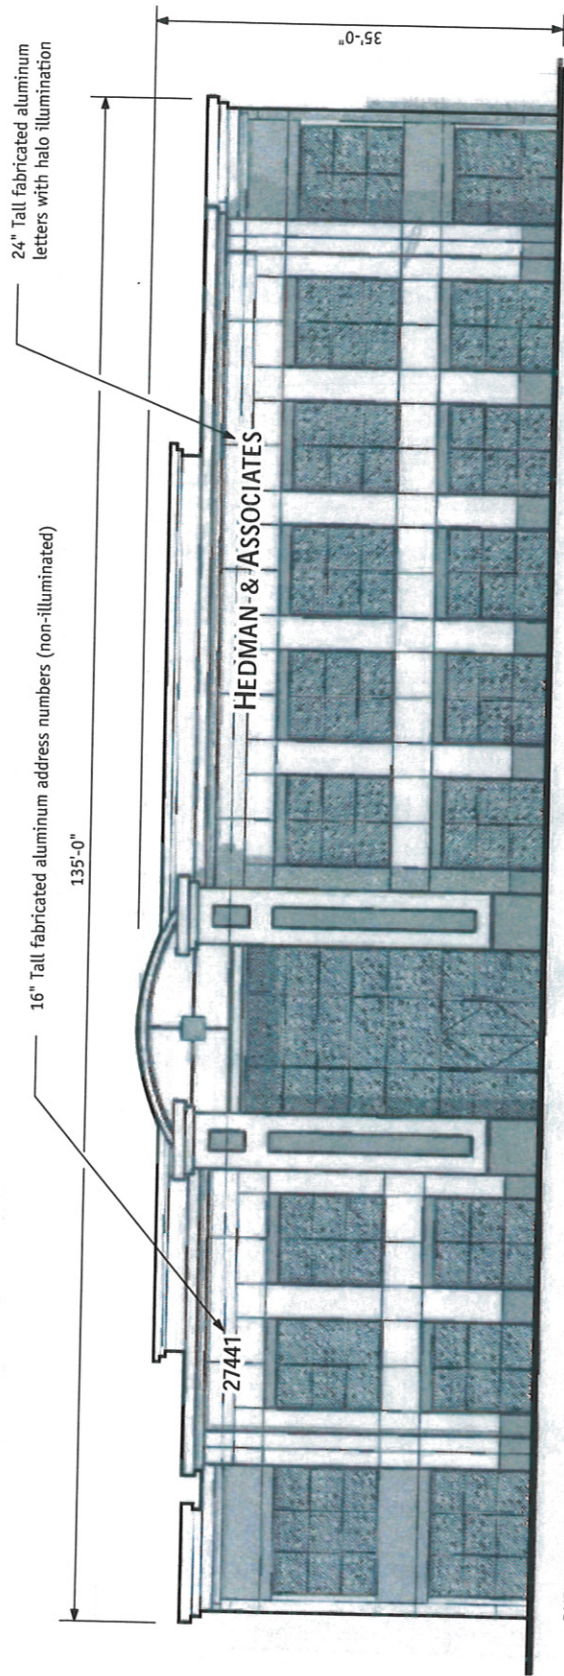 16" Tall fabricated aluminum address numbers (non-illuminated)
24" Tall fabricated aluminum
letters with halo illumination
135'-0"
35'-0"
27441
HEDMAN & ASSOCIATES